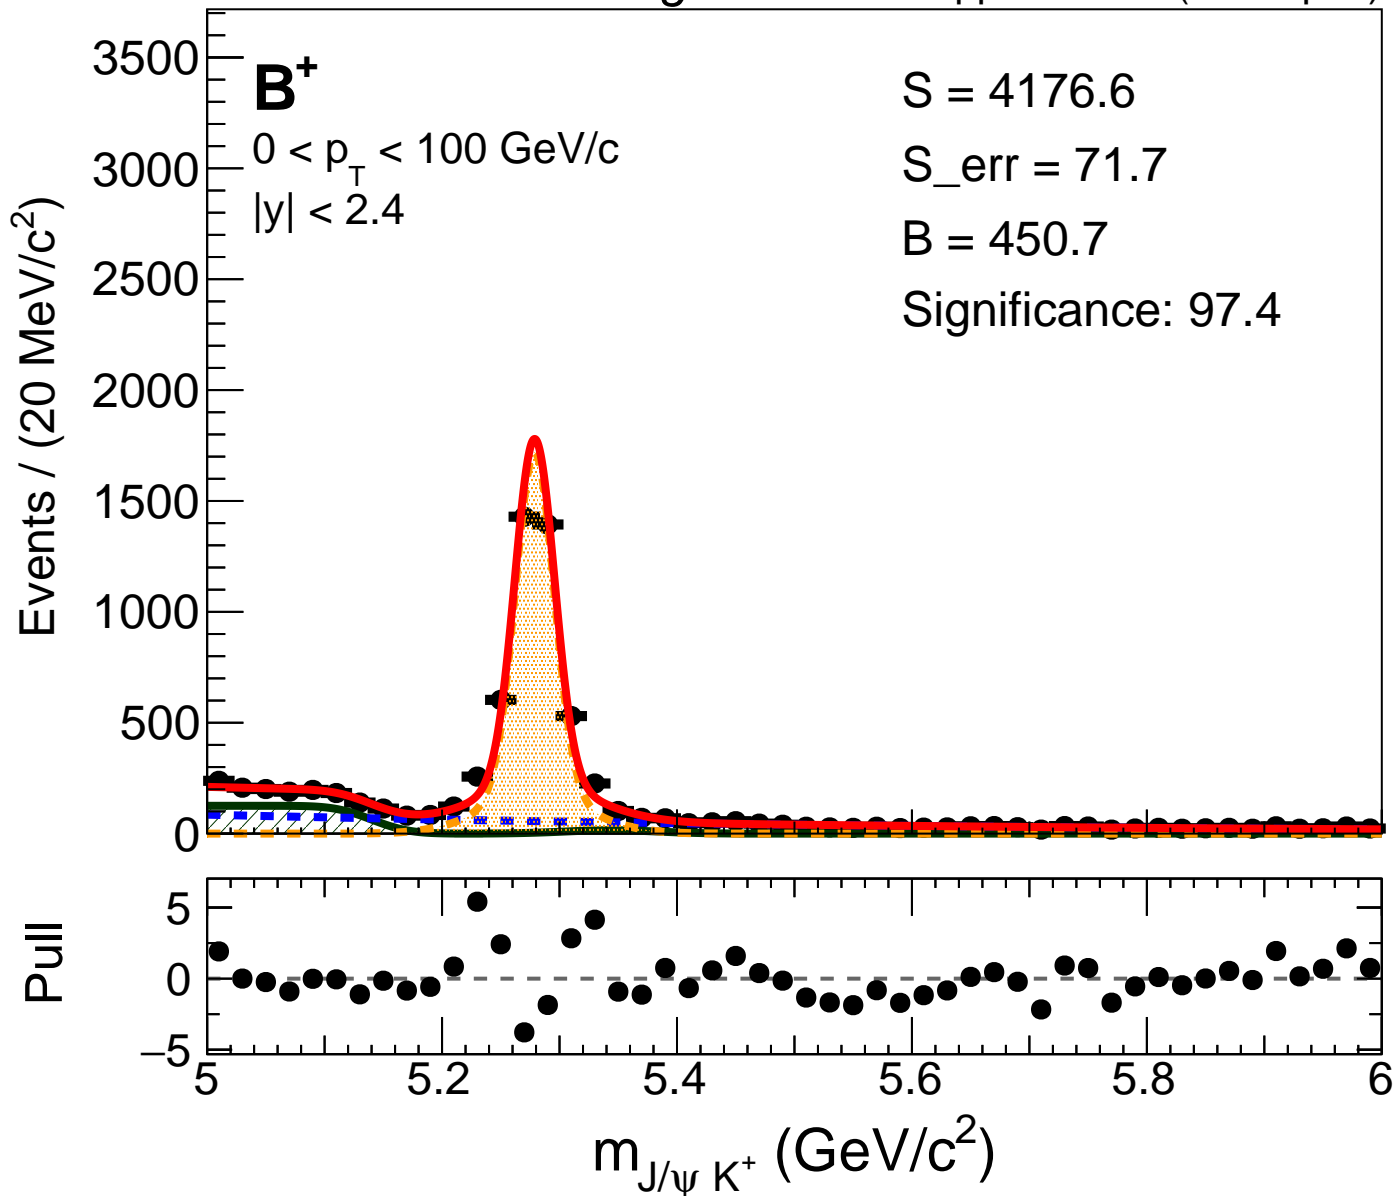 3500
3000
2500
2000
1500
1000
500
0
Events / (20 MeV/c²)
B⁺
0 < p_T < 100 GeV/c
|y| < 2.4
S = 4176.6
S_err = 71.7
B = 450.7
Significance: 97.4
5
0
−5
Pull
5 5.2 5.4 5.6 5.8 6
m_{J/ψ K⁺} (GeV/c²)